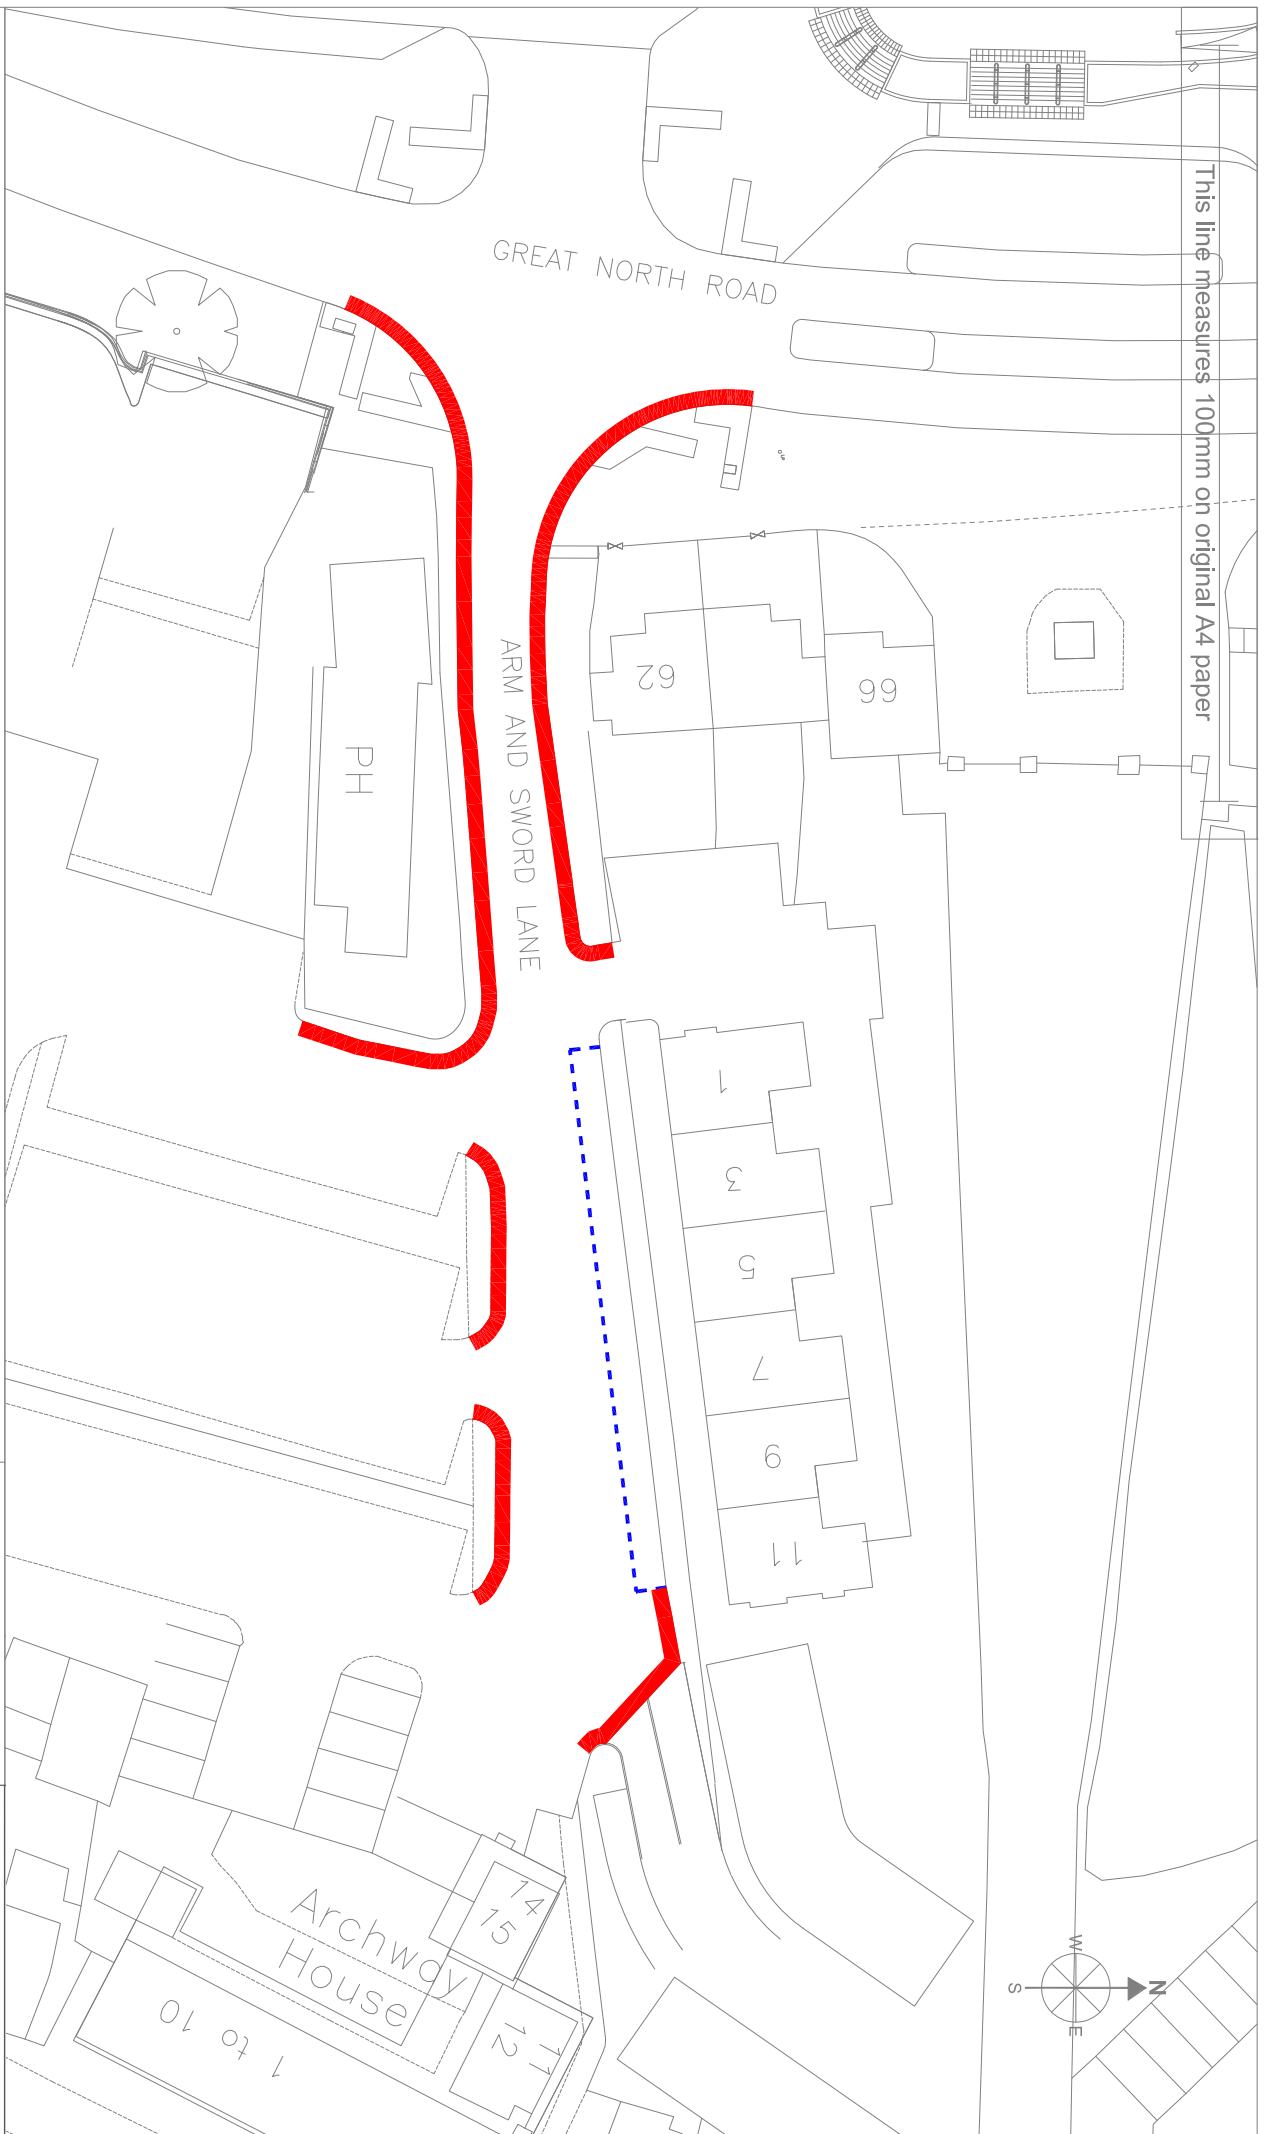 This line measures 100mm on original A4 paper
GREAT NORTH ROAD
ARM AND SWORD LANE
62
66
PH
1
3
5
7
9
11
14
15
Archway
House
11
12
1 to 10
N
W
E
S